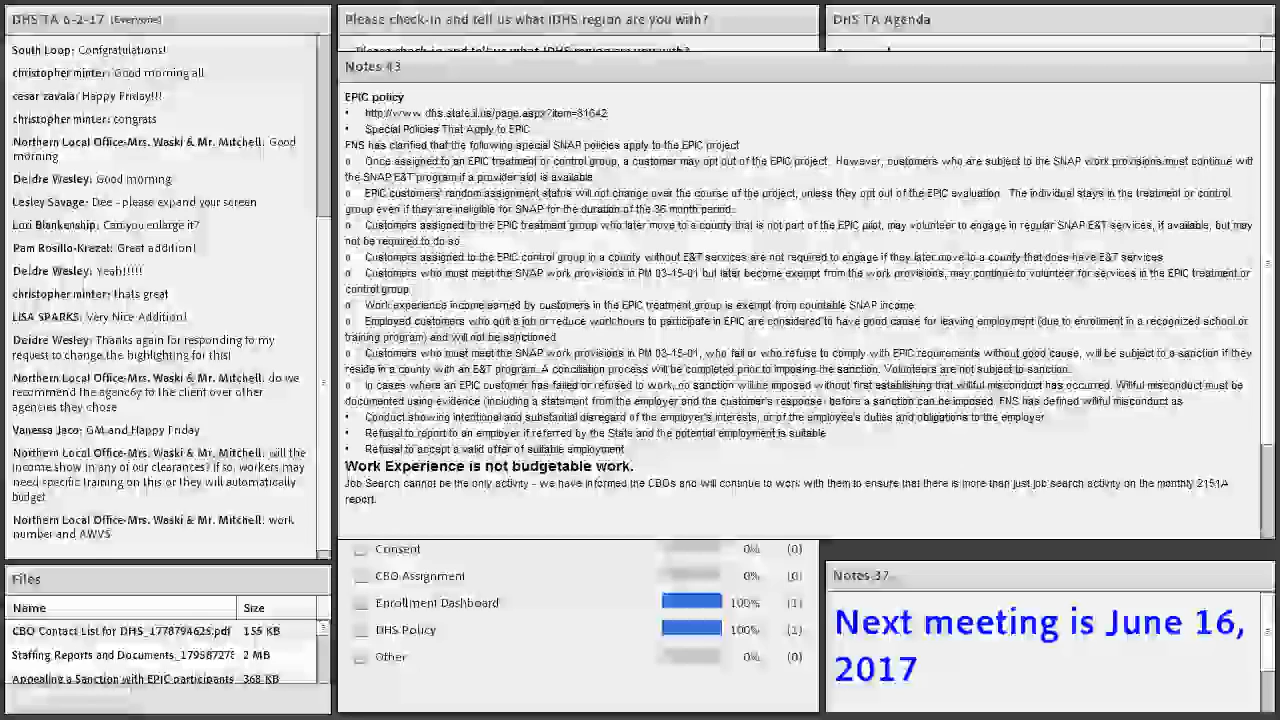 DHS TA 6-2-17 (Everyone)
South Loop: Congratulations!
christopher minter: Good morning all
cesar zavala: Happy Friday!!!
christopher minter: congrats
Northern Local Office-Mrs. Waski & Mr. Mitchell: Good
morning
Deidre Wesley: Good morning
Lesley Savage: Dee - please expand your screen
Lori Blankenship: Can you enlarge it?
Pam Rosillo-Krezel: Great addition!
Deidre Wesley: Yeah!!!!!
christopher minter: thats great
LISA SPARKS: Very Nice Addition!
Deidre Wesley: Thanks again for responding to my
request to change the highlighting for this!
Northern Local Office-Mrs. Waski & Mr. Mitchell: do we
recommend the agenc6y to the client over other
agencies they chose
Vanessa Jaco: GM and Happy Friday
Northern Local Office-Mrs. Waski & Mr. Mitchell: will the
income show in any of our clearances? if so, workers may
need specific training on this or they will automatically
budget
Northern Local Office-Mrs. Waski & Mr. Mitchell: work
number and AWVS
Files
Name Size
CBO Contact List for DHS_1778794625.pdf 155 KB
Staffing Reports and Documents_179587278 2 MB
Appealing a Sanction with EPIC participants 368 KB
Please check-in and tell us what IDHS region are you with?
Please check-in and tell us what IDHS region are you with?
DHS TA Agenda
Notes 43
EPIC policy
• http://www.dhs.state.il.us/page.aspx?item=81642
• Special Policies That Apply to EPIC
FNS has clarified that the following special SNAP policies apply to the EPIC project
o Once assigned to an EPIC treatment or control group, a customer may opt out of the EPIC project. However, customers who are subject to the SNAP work provisions must continue with
the SNAP E&T program if a provider slot is available
o EPIC customers' random assignment status will not change over the course of the project, unless they opt out of the EPIC evaluation. The individual stays in the treatment or control
group even if they are ineligible for SNAP for the duration of the 36 month period.
o Customers assigned to the EPIC treatment group who later move to a county that is not part of the EPIC pilot, may volunteer to engage in regular SNAP E&T services, if available, but may
not be required to do so
o Customers assigned to the EPIC control group in a county without E&T services are not required to engage if they later move to a county that does have E&T services
o Customers who must meet the SNAP work provisions in PM 03-15-01 but later become exempt from the work provisions, may continue to volunteer for services in the EPIC treatment or
control group
o Work experience income earned by customers in the EPIC treatment group is exempt from countable SNAP income
o Employed customers who quit a job or reduce work hours to participate in EPIC are considered to have good cause for leaving employment (due to enrollment in a recognized school or
training program) and will not be sanctioned
o Customers who must meet the SNAP work provisions in PM 03-15-01, who fail or who refuse to comply with EPIC requirements without good cause, will be subject to a sanction if they
reside in a county with an E&T program. A conciliation process will be completed prior to imposing the sanction. Volunteers are not subject to sanction.
o In cases where an EPIC customer has failed or refused to work, no sanction will be imposed without first establishing that willful misconduct has occurred. Willful misconduct must be
documented using evidence (including a statement from the employer and the customer's response) before a sanction can be imposed. FNS has defined willful misconduct as
• Conduct showing intentional and substantial disregard of the employer's interests, or of the employee's duties and obligations to the employer
• Refusal to report to an employer if referred by the State and the potential employment is suitable
• Refusal to accept a valid offer of suitable employment
Work Experience is not budgetable work.
Job Search cannot be the only activity - we have informed the CBOs and will continue to work with them to ensure that there is more than just job search activity on the monthly 2151A
report.
Consent 0% (0)
CBO Assignment 0% (0)
Enrollment Dashboard 100% (1)
DHS Policy 100% (1)
Other 0% (0)
Notes 37
Next meeting is June 16,
2017